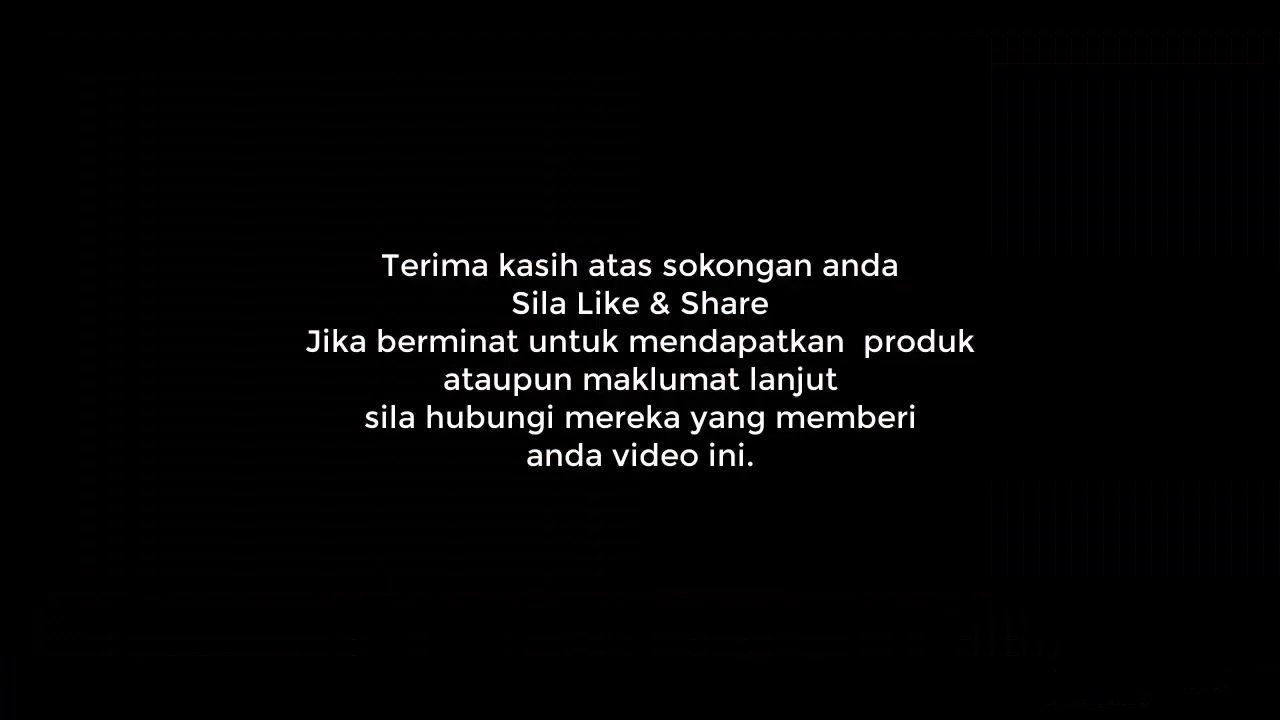 Terima kasih atas sokongan anda
Sila Like & Share
Jika berminat untuk mendapatkan  produk
ataupun maklumat lanjut
sila hubungi mereka yang memberi
anda video ini.